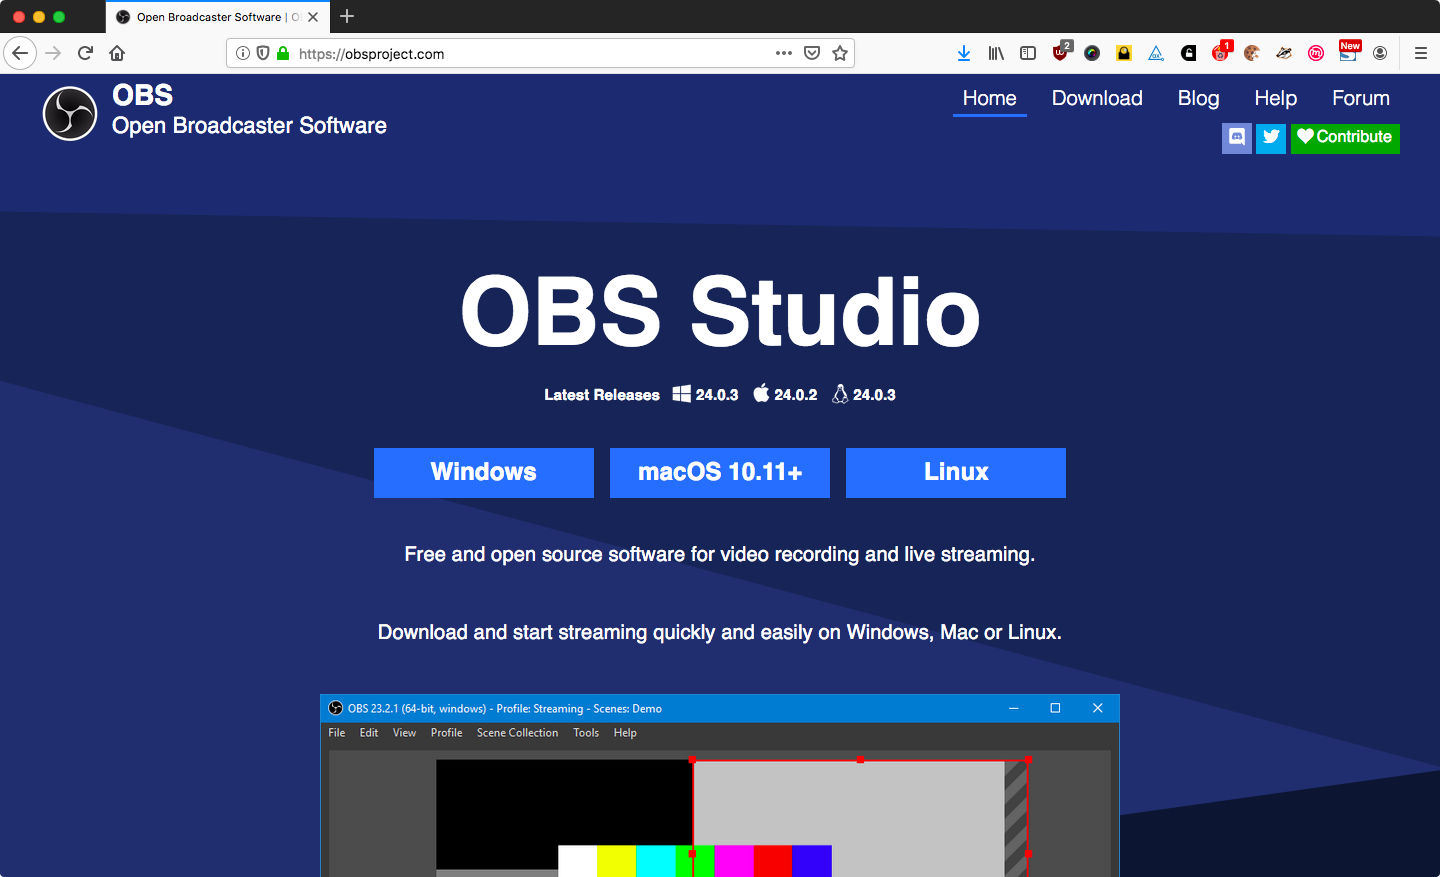 Open Broadcaster Software | O
https://obsproject.com
2
1
New
OBS
Open Broadcaster Software
Home Download Blog Help Forum
Contribute
OBS Studio
Latest Releases 24.0.3 24.0.2 24.0.3
Windows macOS 10.11+ Linux
Free and open source software for video recording and live streaming.
Download and start streaming quickly and easily on Windows, Mac or Linux.
OBS 23.2.1 (64-bit, windows) - Profile: Streaming - Scenes: Demo
File Edit View Profile Scene Collection Tools Help